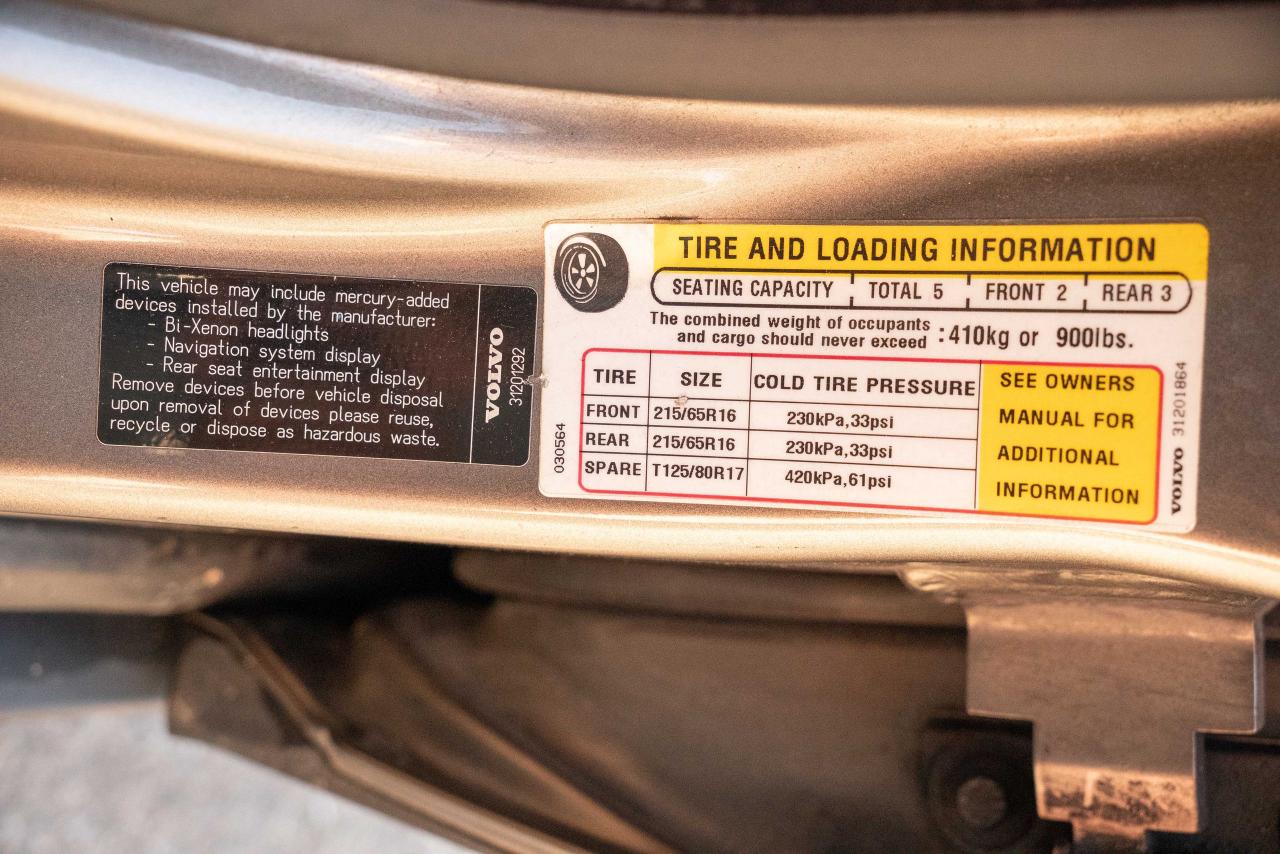 This vehicle may include mercury-added
devices installed by the manufacturer:
- Bi-Xenon headlights
- Navigation system display
- Rear seat entertainment display
Remove devices before vehicle disposal
upon removal of devices please reuse,
recycle or dispose as hazardous waste.
VOLVO
31201292
TIRE AND LOADING INFORMATION
SEATING CAPACITY TOTAL 5 FRONT 2 REAR 3
The combined weight of occupants
and cargo should never exceed :410kg or 900lbs.
TIRE SIZE COLD TIRE PRESSURE
FRONT 215/65R16 230kPa,33psi
REAR 215/65R16 230kPa,33psi
SPARE T125/80R17 420kPa,61psi
SEE OWNERS
MANUAL FOR
ADDITIONAL
INFORMATION
030564
VOLVO 31201864